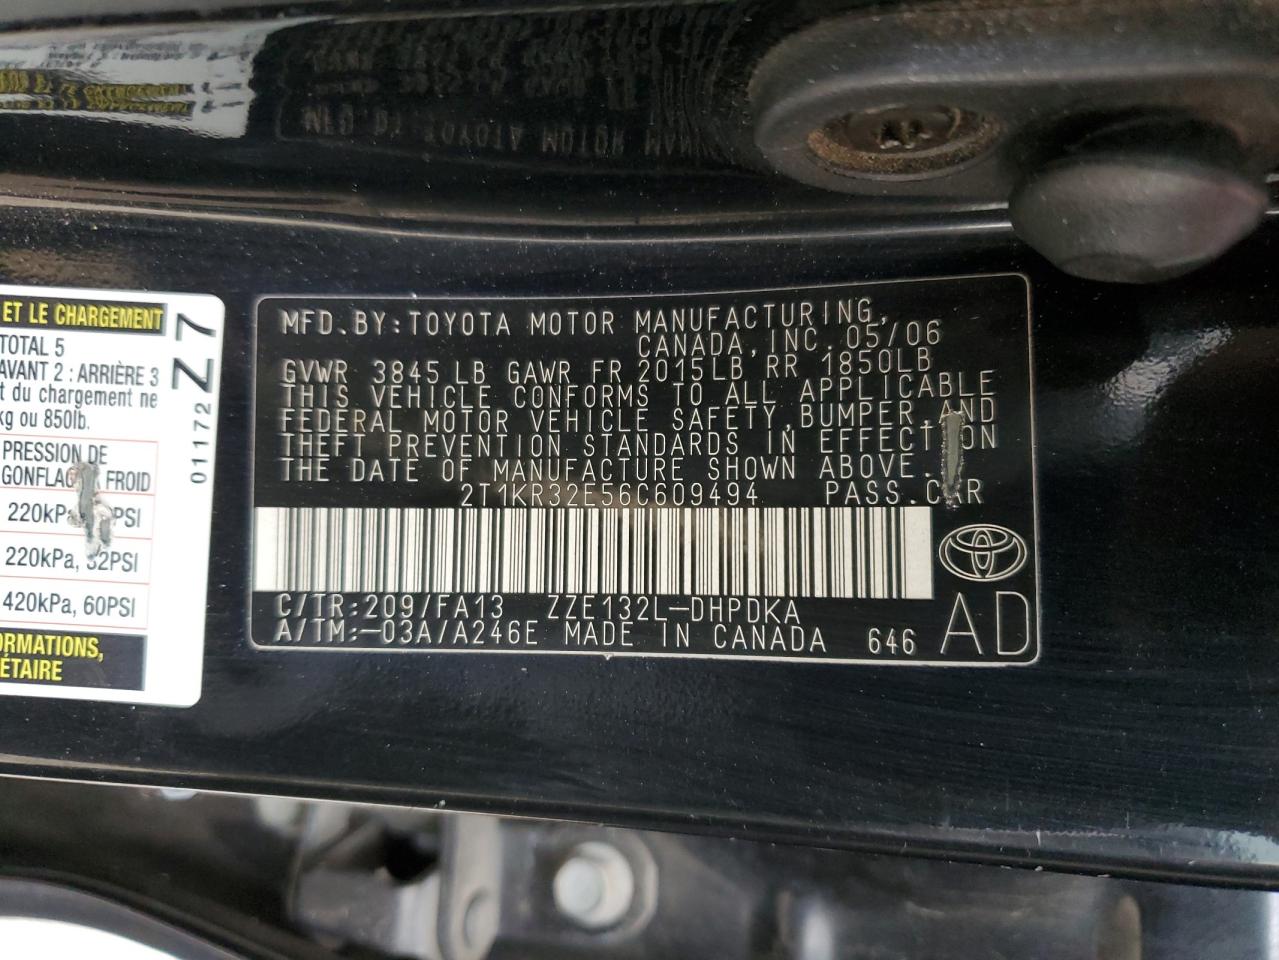 ET LE CHARGEMENT
TOTAL 5
AVANT 2 : ARRIÈRE 3
t du chargement ne
kg ou 850lb.
PRESSION DE
GONFLAGE À FROID
220kPa, PSI
220kPa, 32PSI
420kPa, 60PSI
FORMATIONS,
ÉTAIRE
01172 Z7
MFD.BY:TOYOTA MOTOR MANUFACTURING,
CANADA,INC.05/06
GVWR 3845 LB GAWR FR 2015LB RR 1850LB
THIS VEHICLE CONFORMS TO ALL APPLICABLE
FEDERAL MOTOR VEHICLE SAFETY,BUMPER,AND
THEFT PREVENTION STANDARDS IN EFFECT ON
THE DATE OF MANUFACTURE SHOWN ABOVE.
2T1KR32E56C609494 PASS.CAR
C/TR:209/FA13 ZZE132L-DHPDKA
A/TM:-03A/A246E MADE IN CANADA 646
AD